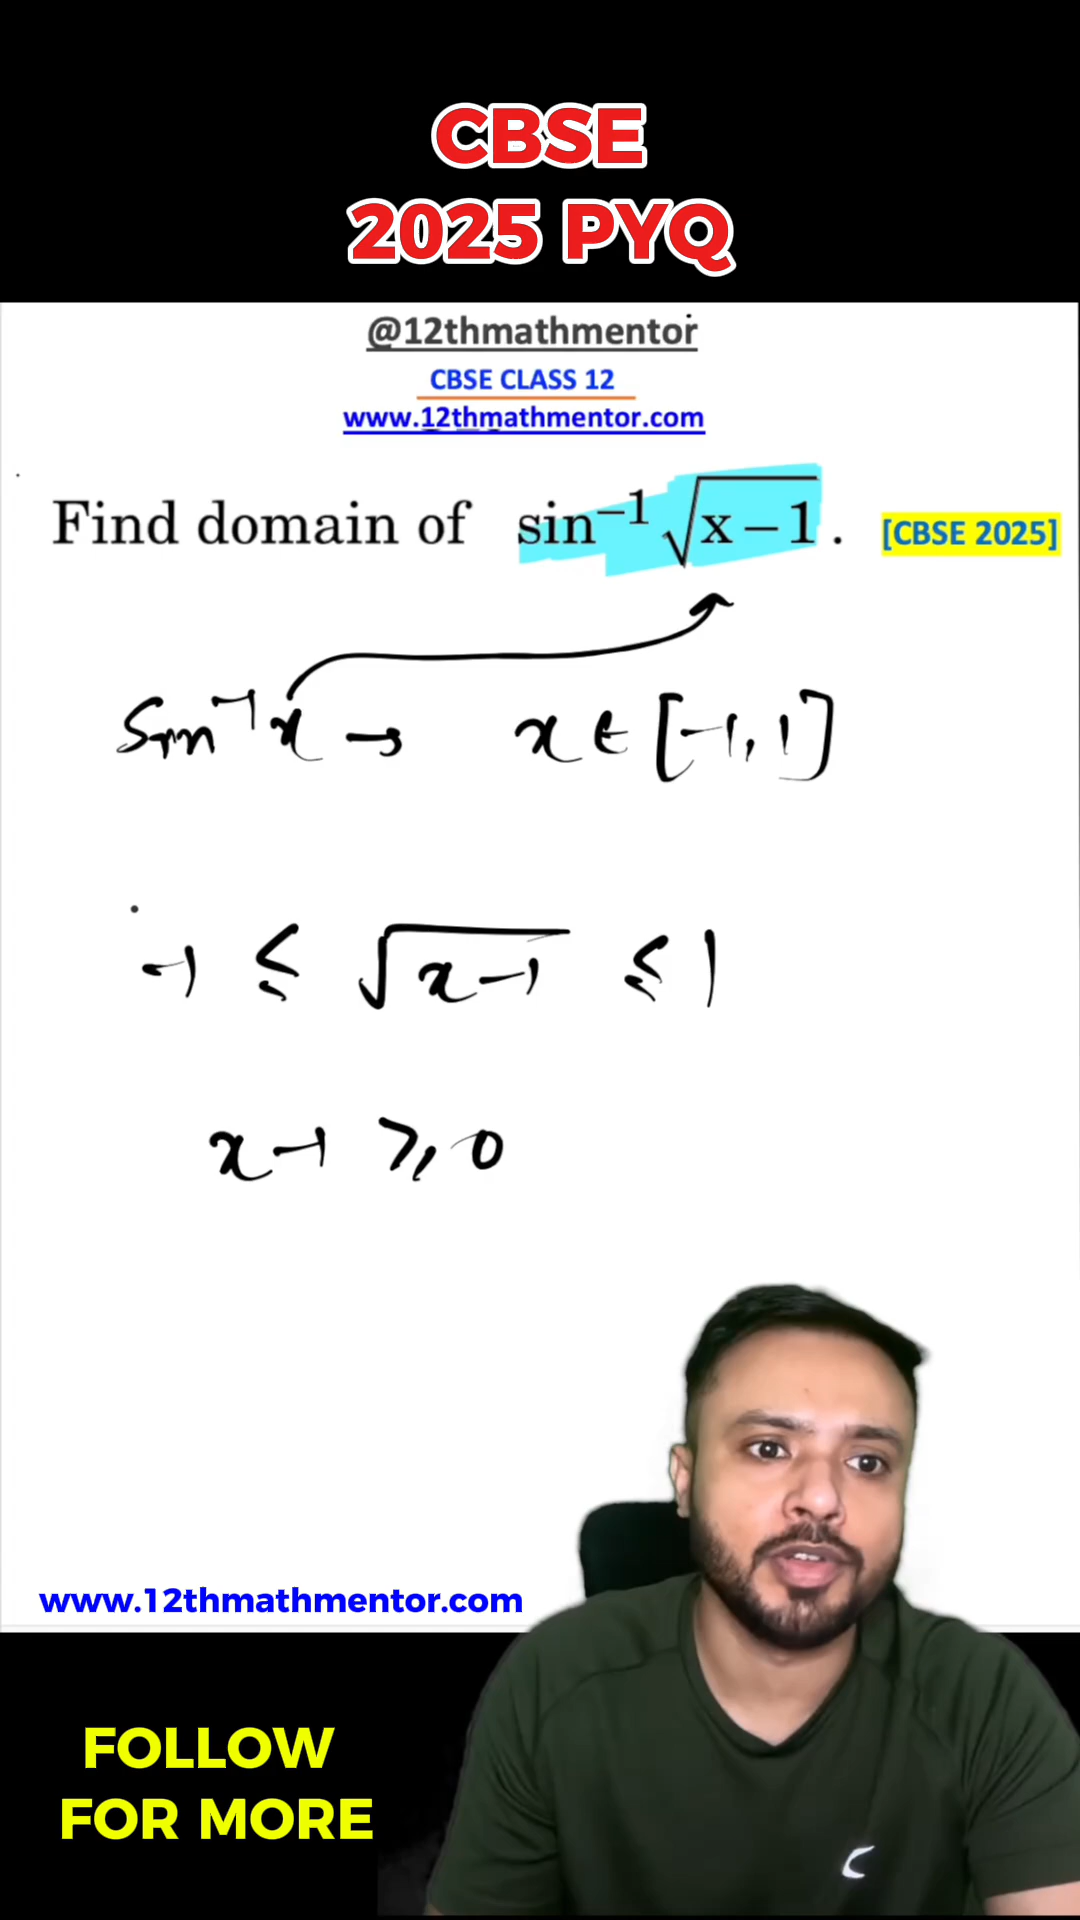 CBSE
2025 PYQ
@12thmathmentor
CBSE CLASS 12
www.12thmathmentor.com
Find domain of sin⁻¹ √(x – 1) . [CBSE 2025]
Sin⁻¹x → x ∈ [-1, 1]
-1 ≤ √(x-1) ≤ 1
x-1 ≥ 0
www.12thmathmentor.com
FOLLOW
FOR MORE